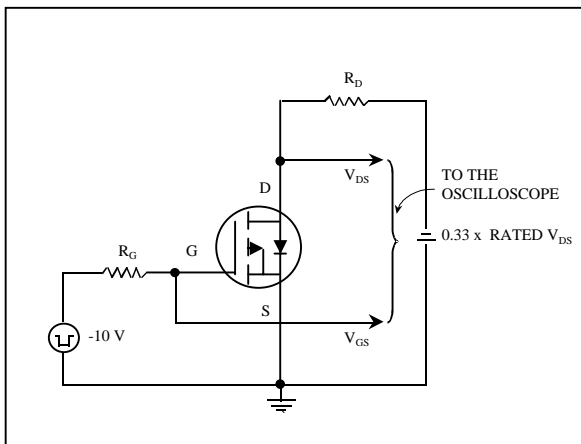 R_D
D
V_DS
TO THE
OSCILLOSCOPE
0.33 x RATED V_DS
R_G
G
S
-10 V
V_GS